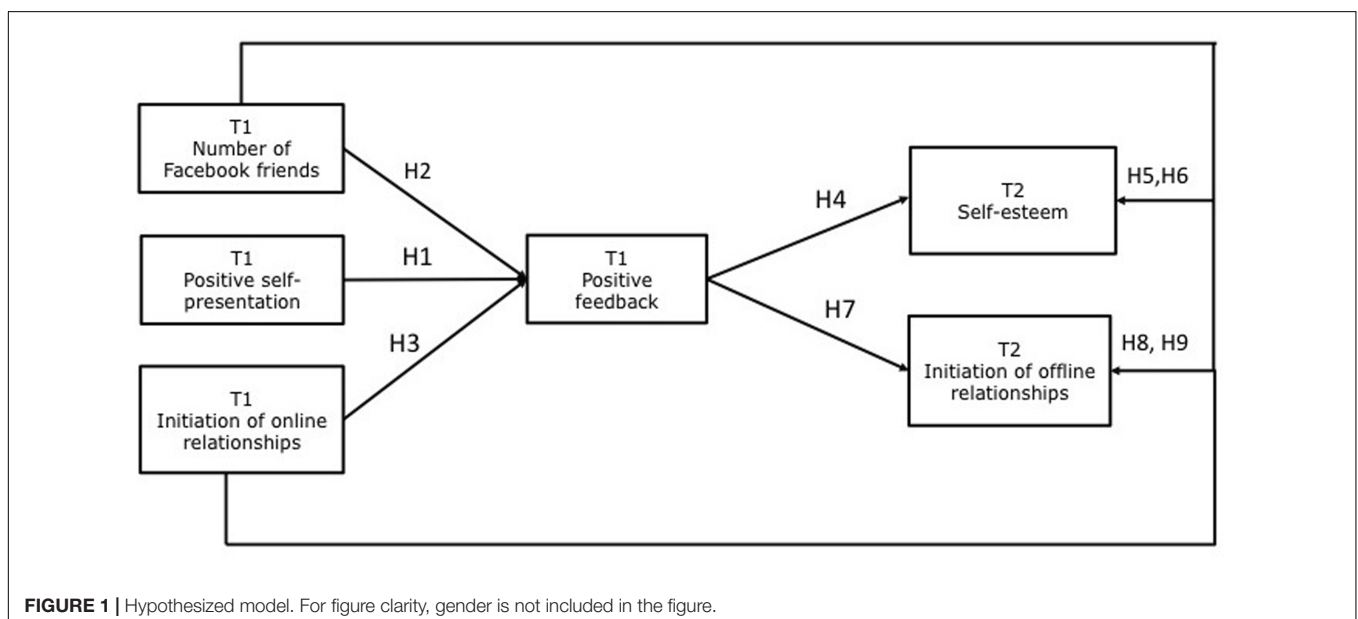 T1
Number of
Facebook friends
H2
T1
Positive self-
presentation
H1
T1
Initiation of online
relationships
H3
T1
Positive
feedback
H4
H7
T2
Self-esteem
H5,H6
T2
Initiation of offline
relationships
H8, H9
FIGURE 1 | Hypothesized model. For figure clarity, gender is not included in the figure.